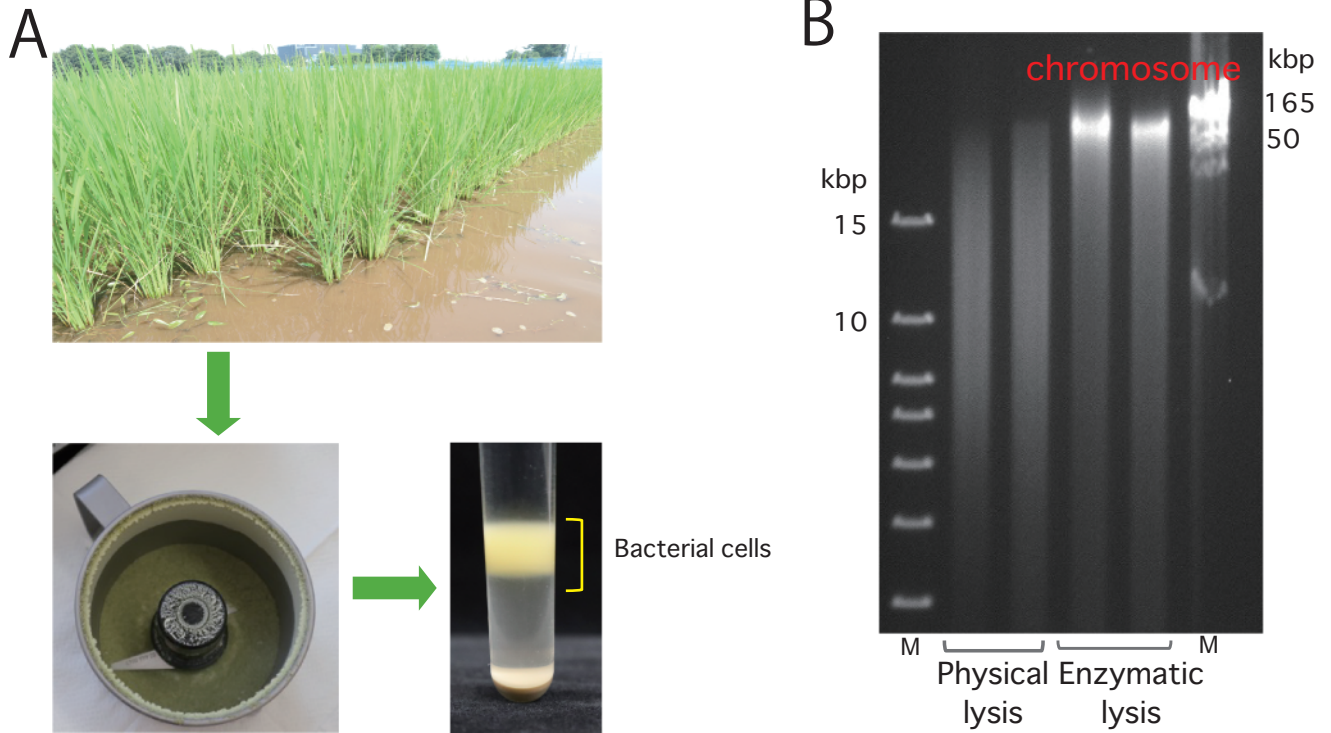 A
Bacterial cells
B
chromosome
kbp
165
50
kbp
15
10
M
M
Physical
lysis
Enzymatic
lysis